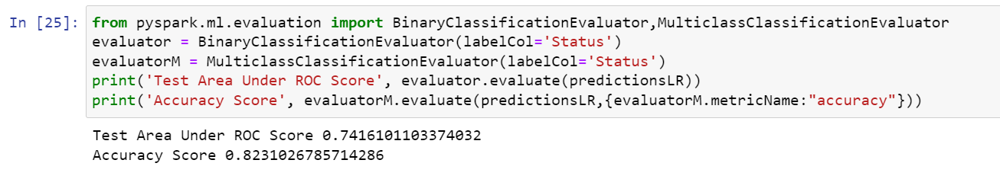 In [25]: from pyspark.ml.evaluation import BinaryClassificationEvaluator,MulticlassClassificationEvaluator
evaluator = BinaryClassificationEvaluator(labelCol='Status')
evaluatorM = MulticlassClassificationEvaluator(labelCol='Status')
print('Test Area Under ROC Score', evaluator.evaluate(predictionsLR))
print('Accuracy Score', evaluatorM.evaluate(predictionsLR,{evaluatorM.metricName:"accuracy"}))
Test Area Under ROC Score 0.7416101103374032
Accuracy Score 0.8231026785714286